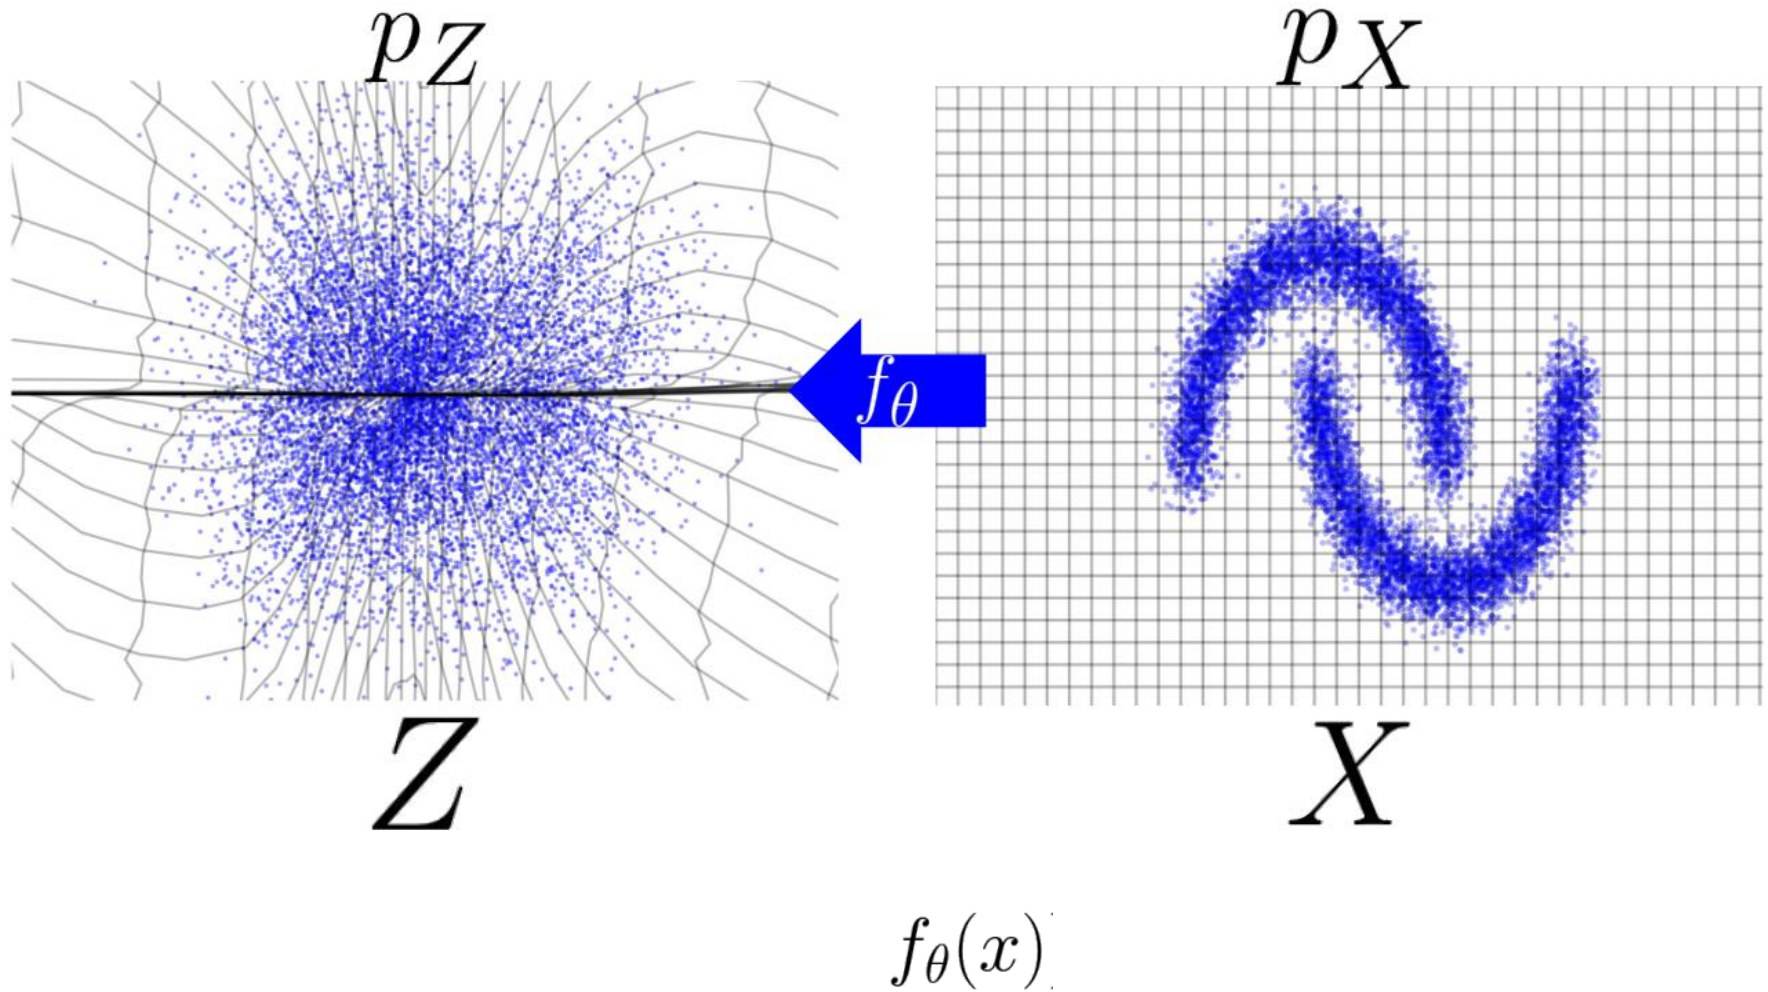 p_Z
p_X
f_θ
Z
X
f_θ(x)